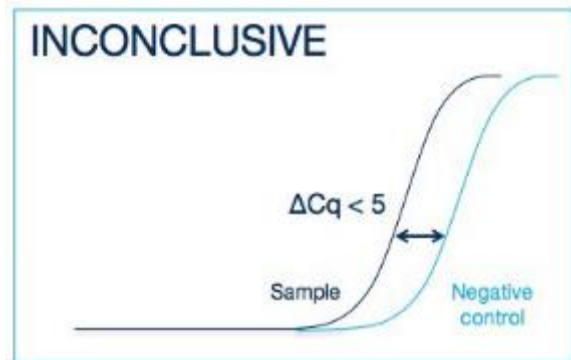 INCONCLUSIVE
ΔCq < 5
Sample
Negative
control